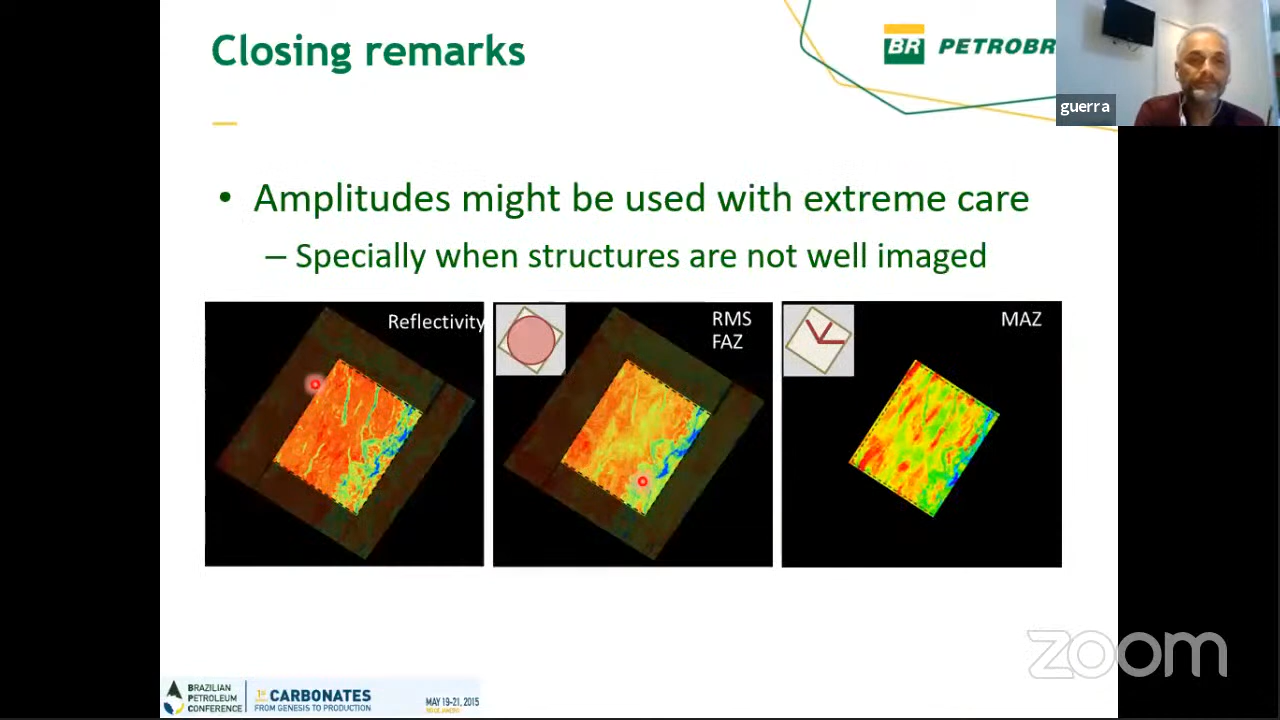 Closing remarks
BR PETROBR
guerra
• Amplitudes might be used with extreme care
– Specially when structures are not well imaged
Reflectivity
RMS
FAZ
MAZ
zoom
BRAZILIAN
PETROLEUM
CONFERENCE
CARBONATES
FROM GENESIS TO PRODUCTION
MAY 19-21, 2015